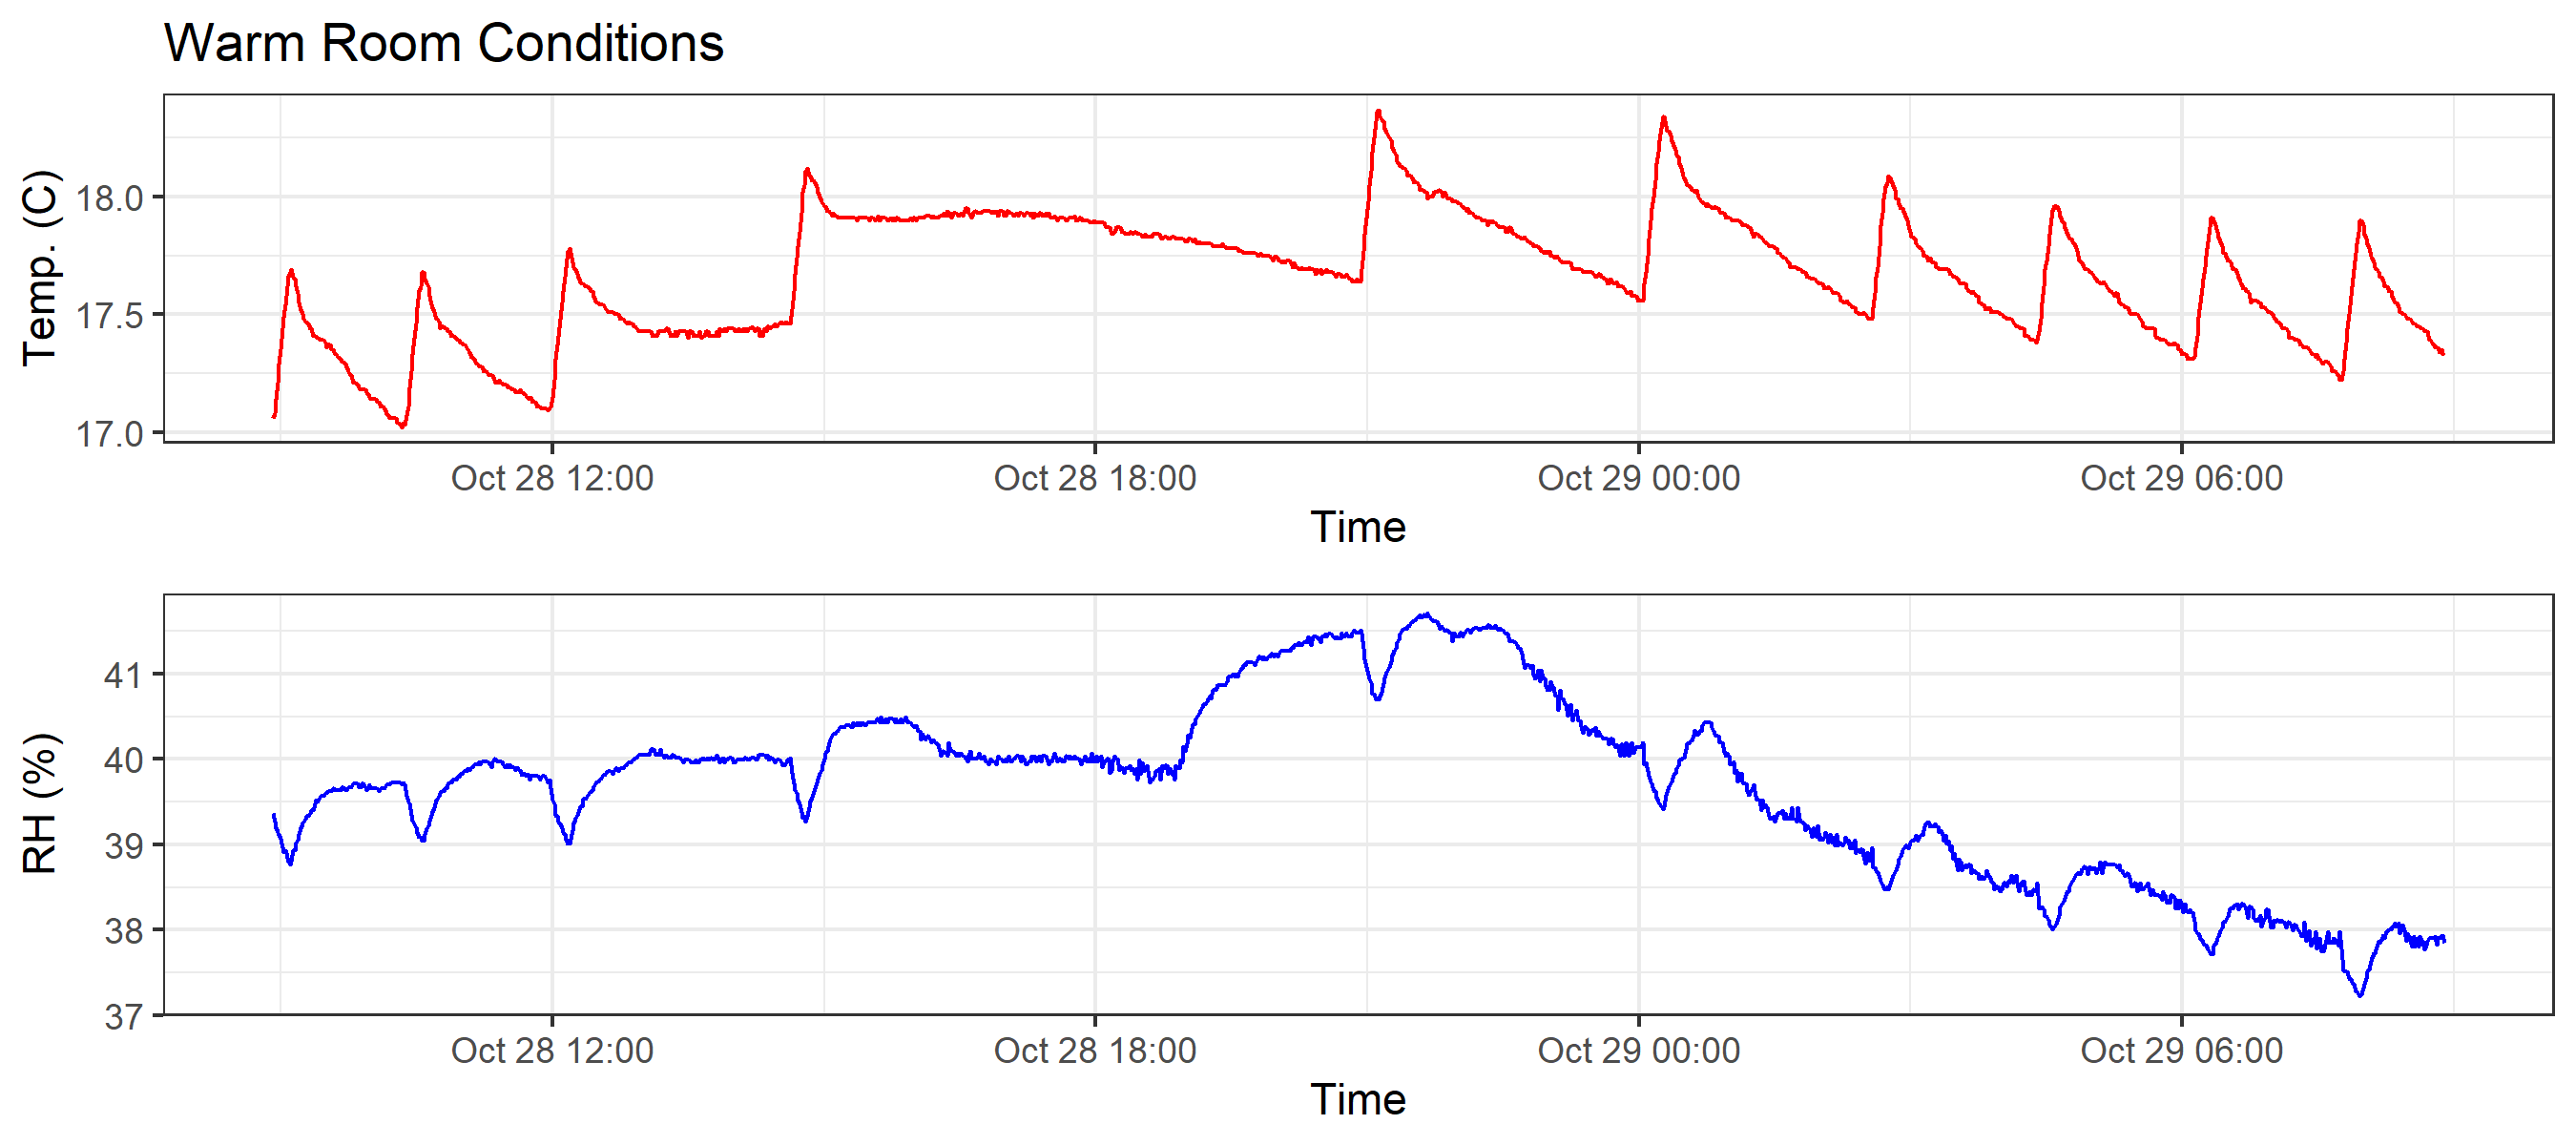 Warm Room Conditions
Temp. (C)
18.0
17.5
17.0
Oct 28 12:00 Oct 28 18:00 Oct 29 00:00 Oct 29 06:00
Time
RH (%)
41
40
39
38
37
Oct 28 12:00 Oct 28 18:00 Oct 29 00:00 Oct 29 06:00
Time